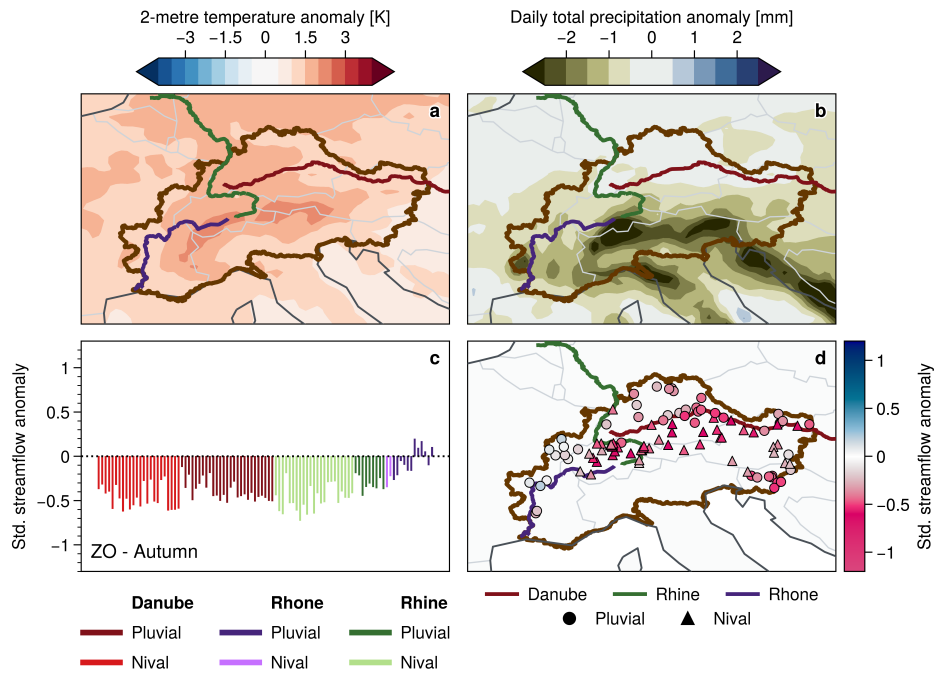 2-metre temperature anomaly [K]
−3 −1.5 0 1.5 3
Daily total precipitation anomaly [mm]
−2 −1 0 1 2
a
b
Std. streamflow anomaly
1
0.5
0
−0.5
−1
c
ZO - Autumn
d
1
0.5
0
−0.5
−1
Std. streamflow anomaly
Danube Rhone Rhine
Pluvial Pluvial Pluvial
Nival Nival Nival
Danube Rhine Rhone
Pluvial Nival